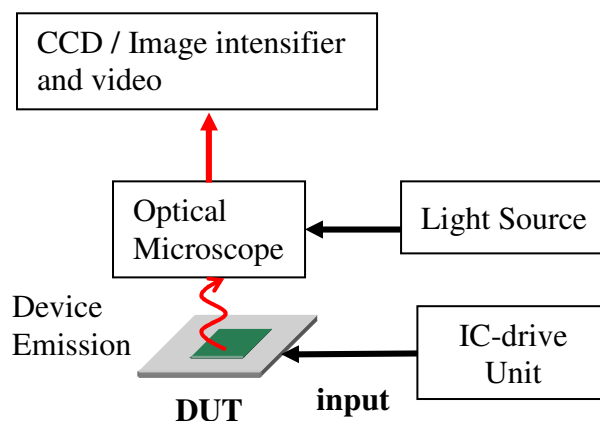 CCD / Image intensifier
and video
Optical
Microscope
Light Source
Device
Emission
IC-drive
Unit
DUT
input